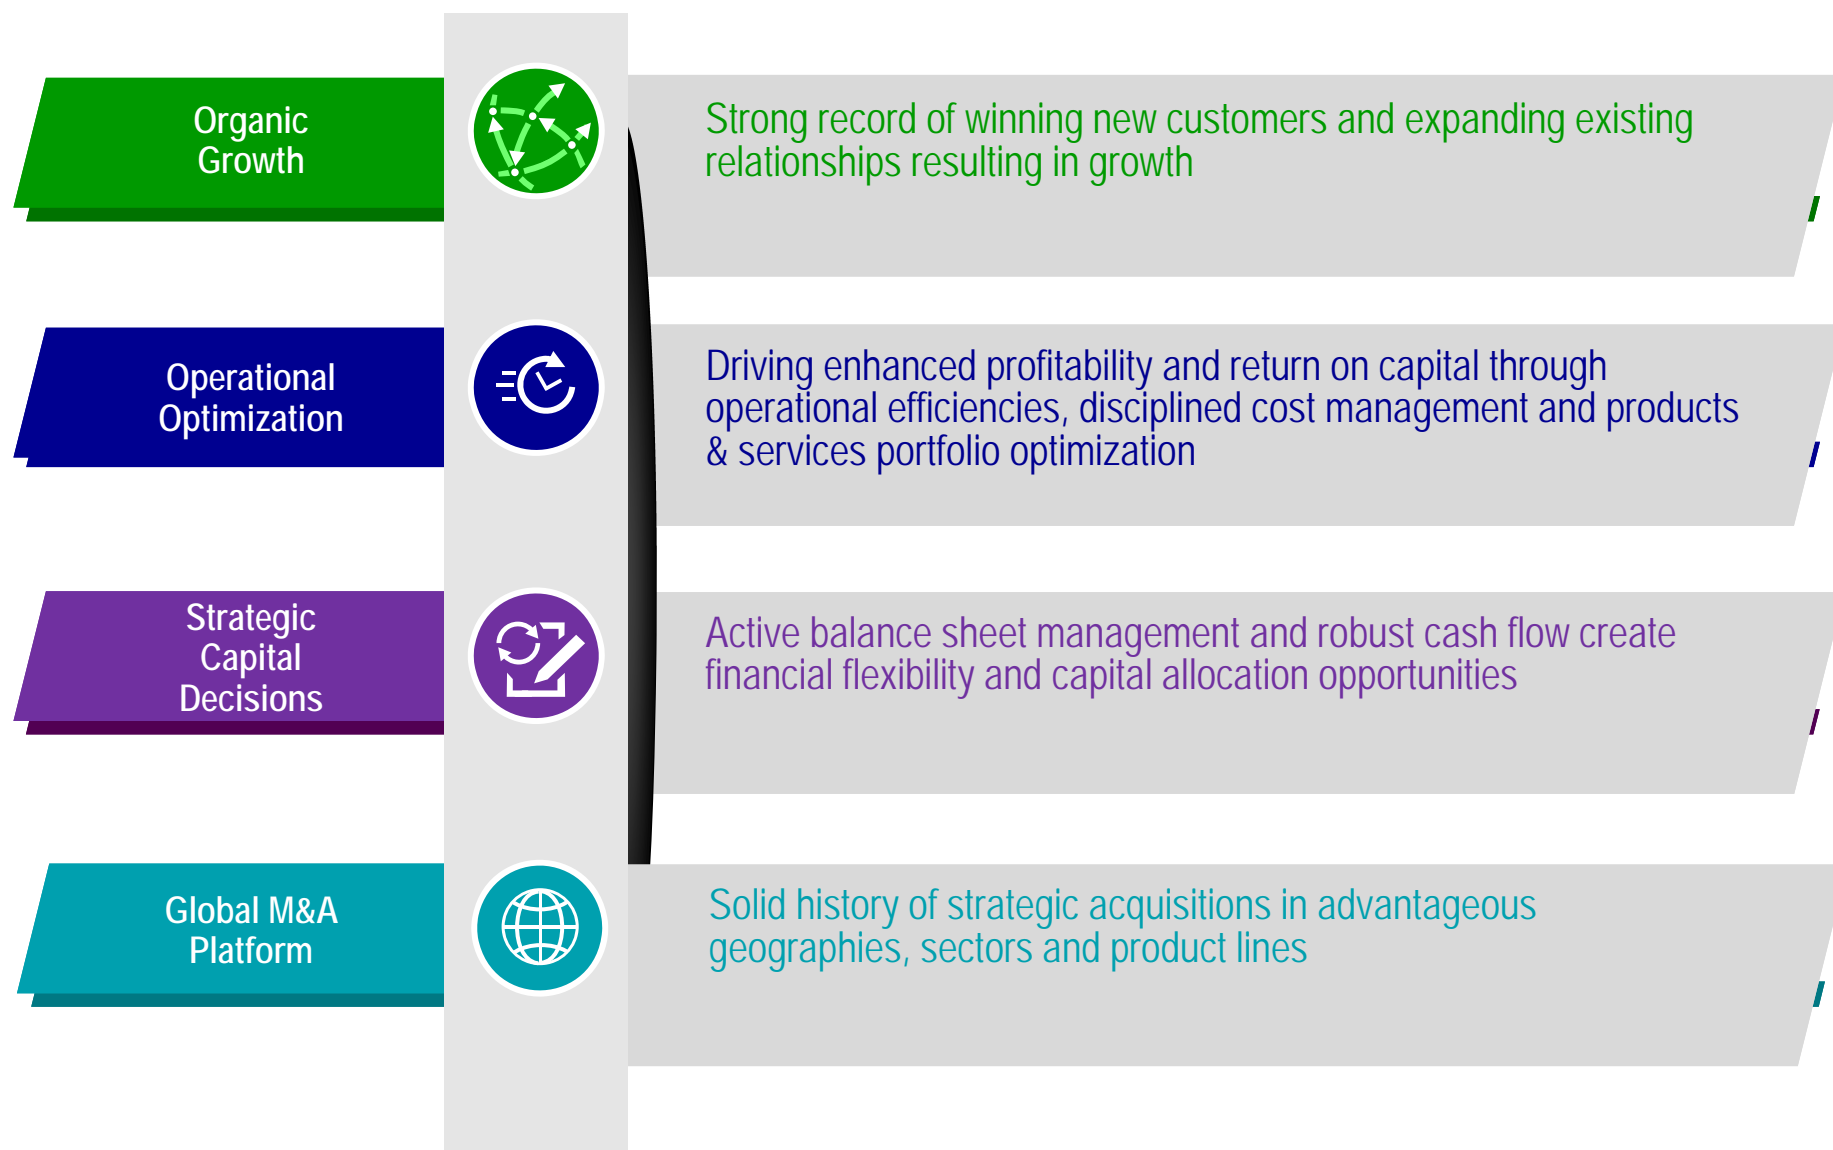 Organic
Growth
Strong record of winning new customers and expanding existing
relationships resulting in growth
Operational
Optimization
Driving enhanced profitability and return on capital through
operational efficiencies, disciplined cost management and products
& services portfolio optimization
Strategic
Capital
Decisions
Active balance sheet management and robust cash flow create
financial flexibility and capital allocation opportunities
Global M&A
Platform
Solid history of strategic acquisitions in advantageous
geographies, sectors and product lines